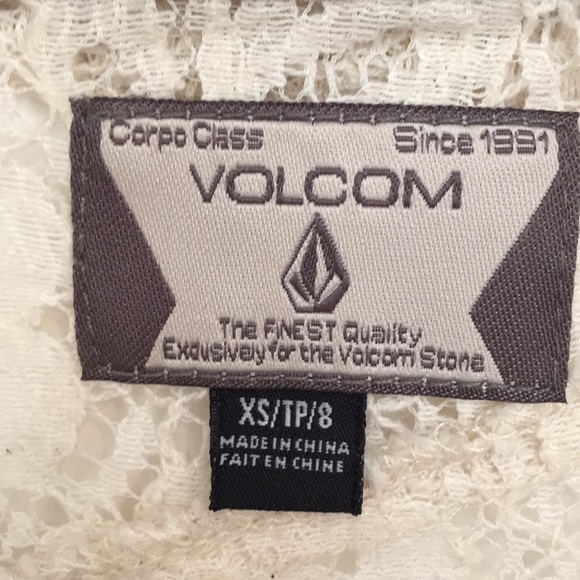 Corpo Class Since 1991
VOLCOM
The FINEST Quality
Exclusively for the Volcom Stone
XS/TP/8
MADE IN CHINA
FAIT EN CHINE